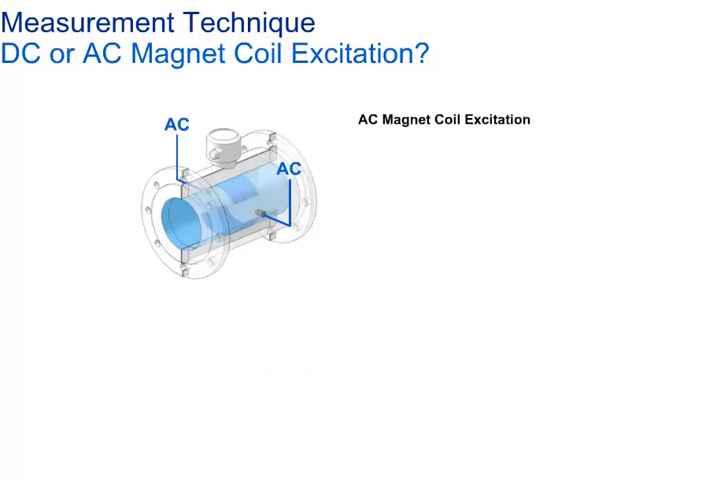 Measurement Technique
DC or AC Magnet Coil Excitation?
AC
AC Magnet Coil Excitation
AC